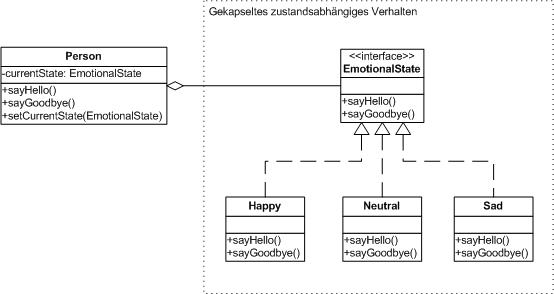 Gekapseltes zustandsabhängiges Verhalten
Person
-currentState: EmotionalState
+sayHello()
+sayGoodbye()
+setCurrentState(EmotionalState)
<<interface>>
EmotionalState
+sayHello()
+sayGoodbye()
Happy
+sayHello()
+sayGoodbye()
Neutral
+sayHello()
+sayGoodbye()
Sad
+sayHello()
+sayGoodbye()